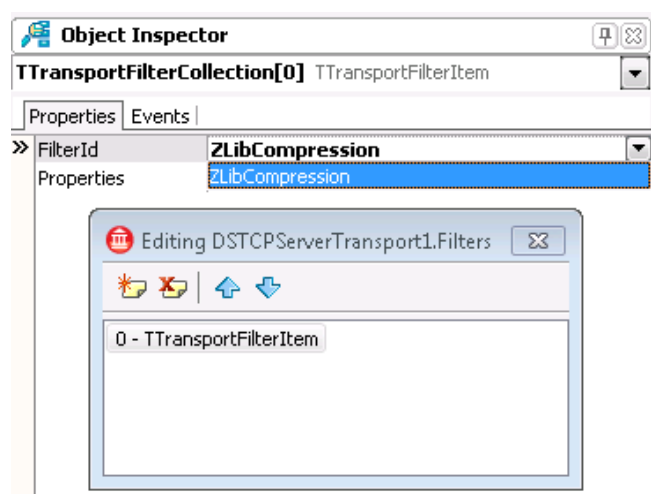 Object Inspector
TTransportFilterCollection[0] TTransportFilterItem
Properties Events
FilterId ZLibCompression
Properties ZLibCompression
Editing DSTCPServerTransport1.Filters
0 - TTransportFilterItem